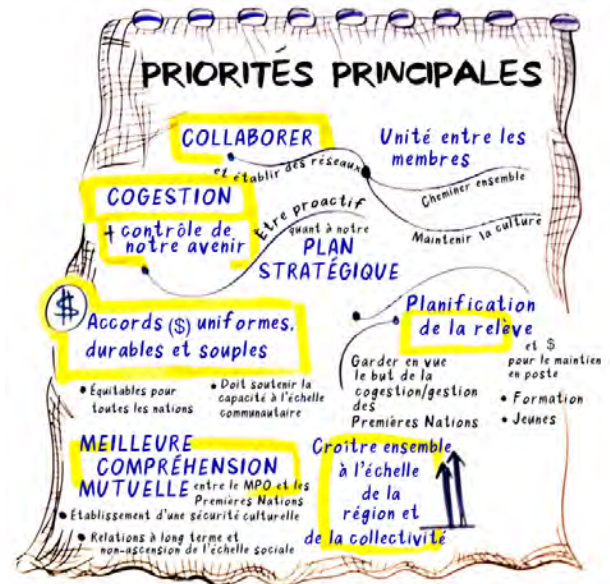 PRIORITÉS PRINCIPALES
COLLABORER
et établir des réseaux
Unité entre les
membres
Cheminer ensemble
Maintenir la culture
COGESTION
+ contrôle de
notre avenir
Être proactif
quant à notre
PLAN
STRATÉGIQUE
$
Accords ($) uniformes,
durables et souples
• Équitables pour
toutes les nations
• Doit soutenir la
capacité à l'échelle
communautaire
Planification
de la relève
et $
pour le maintien
en poste
• Formation
• Jeunes
Garder en vue
le but de la
cogestion/gestion
des
Premières Nations
MEILLEURE
COMPRÉHENSION
MUTUELLE entre le MPO et les
Premières Nations
• Établissement d'une sécurité culturelle
• Relations à long terme et
non-ascension de l'échelle sociale
Croître ensemble
à l'échelle
de la
région et
de la collectivité